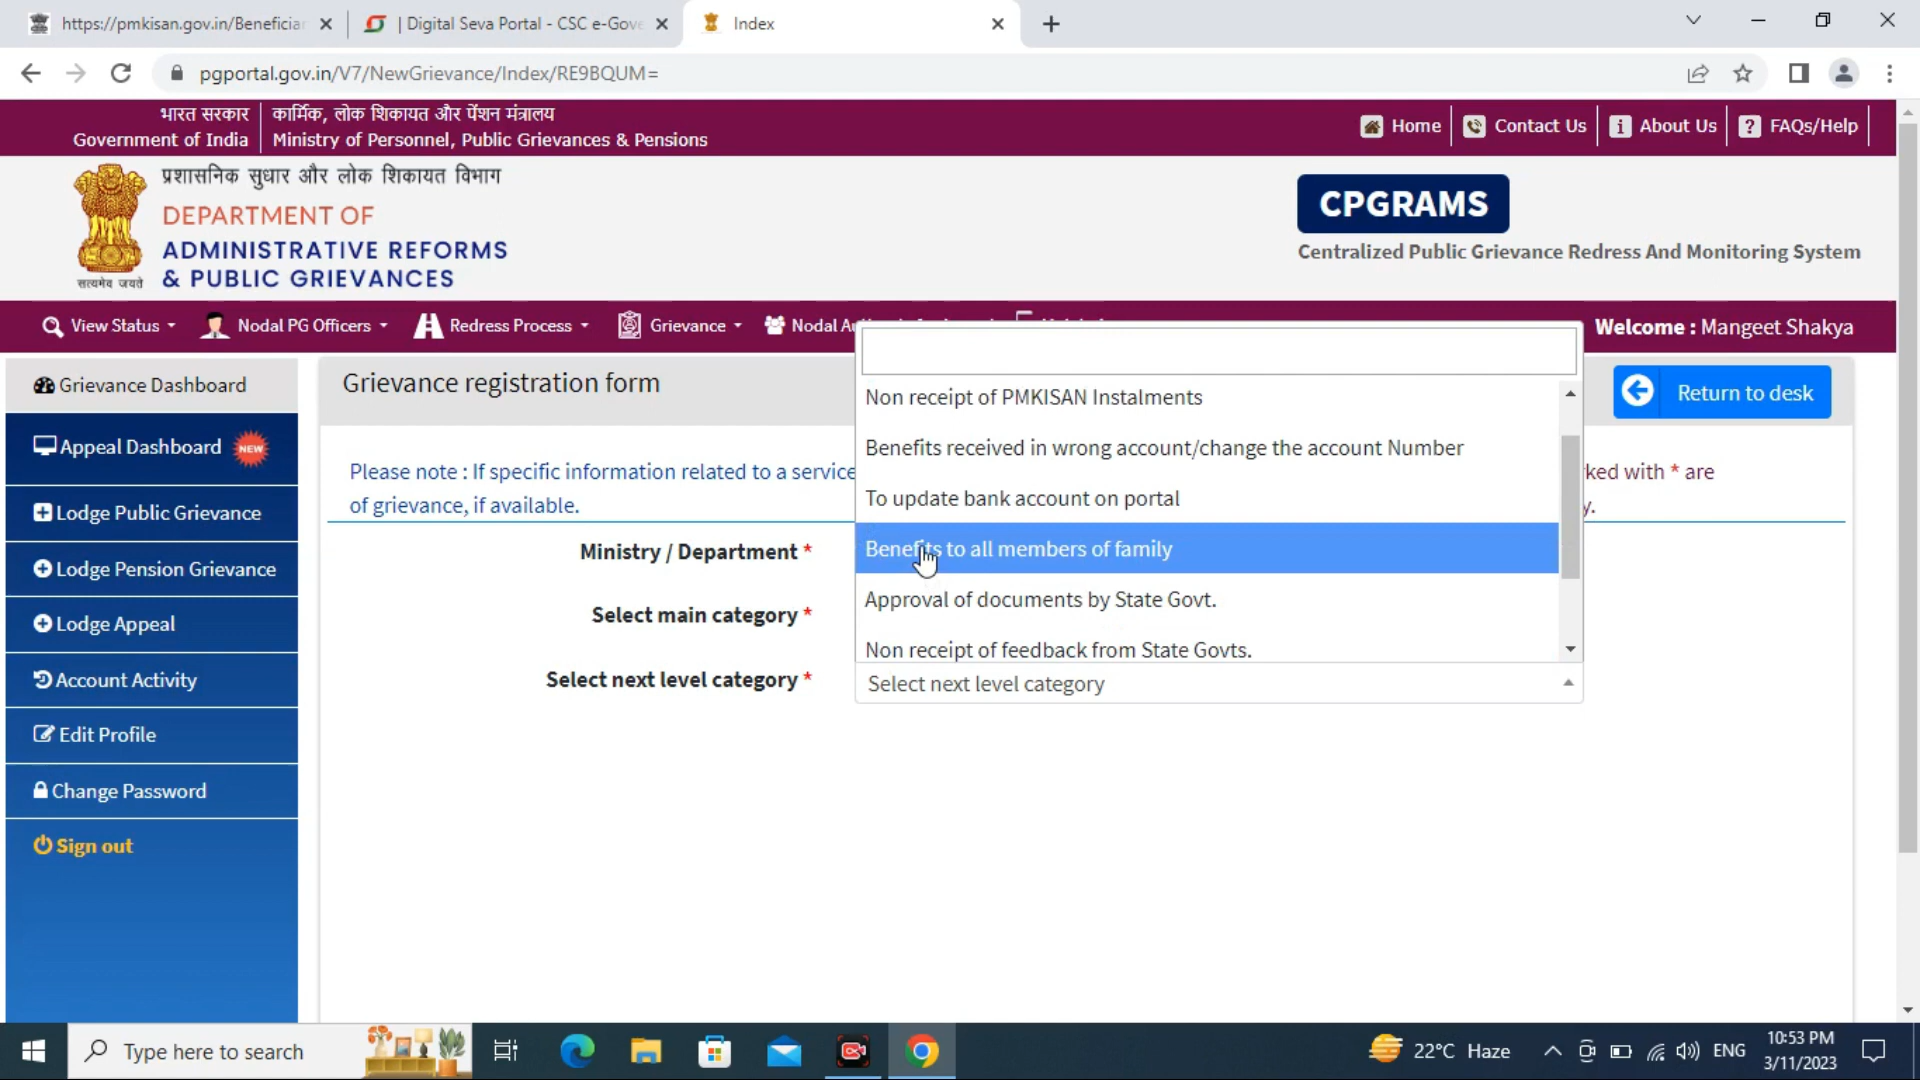 https://pmkisan.gov.in/Beneficiar
| Digital Seva Portal - CSC e-Gove
Index
pgportal.gov.in/V7/NewGrievance/Index/RE9BQUM=
भारत सरकार
Government of India
कार्मिक, लोक शिकायत और पेंशन मंत्रालय
Ministry of Personnel, Public Grievances & Pensions
Home
Contact Us
About Us
FAQs/Help
सत्यमेव जयते
प्रशासनिक सुधार और लोक शिकायत विभाग
DEPARTMENT OF
ADMINISTRATIVE REFORMS
& PUBLIC GRIEVANCES
CPGRAMS
Centralized Public Grievance Redress And Monitoring System
View Status
Nodal PG Officers
Redress Process
Grievance
Nodal
Welcome : Mangeet Shakya
Grievance Dashboard
Appeal Dashboard NEW
Lodge Public Grievance
Lodge Pension Grievance
Lodge Appeal
Account Activity
Edit Profile
Change Password
Sign out
Grievance registration form
Return to desk
Please note : If specific information related to a service
ked with * are
of grievance, if available.
y.
Ministry / Department *
Select main category *
Select next level category *
Non receipt of PMKISAN Instalments
Benefits received in wrong account/change the account Number
To update bank account on portal
Benefits to all members of family
Approval of documents by State Govt.
Non receipt of feedback from State Govts.
Select next level category
Type here to search
22°C Haze
ENG
10:53 PM
3/11/2023